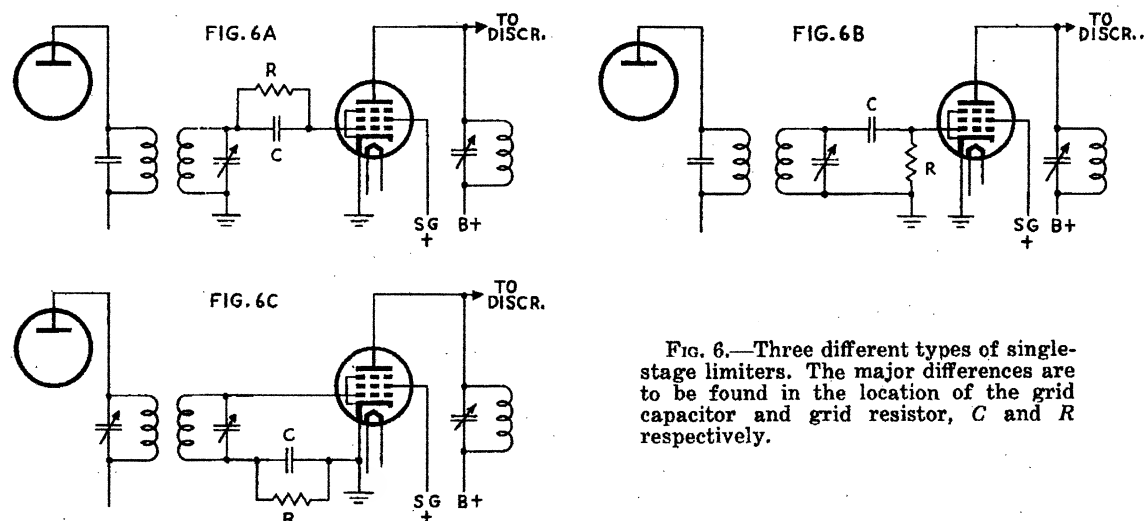 FIG. 6A
TO
DISCR.
R
C
SG
+
B+
FIG. 6B
TO
DISCR..
C
R
SG
+
B+
FIG. 6C
TO
DISCR.
C
R
SG
+
B+
FIG. 6.—Three different types of single-
stage limiters. The major differences are
to be found in the location of the grid
capacitor and grid resistor, C and R
respectively.